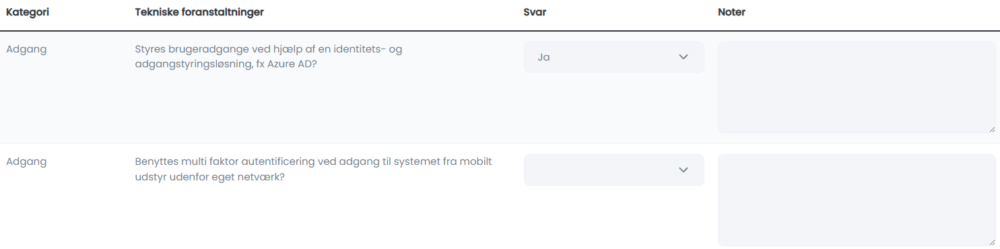 Kategori Tekniske foranstaltninger Svar Noter
Adgang Styres brugeradgange ved hjælp af en identitets- og Ja
adgangstyringsløsning, fx Azure AD?
Adgang Benyttes multi faktor autentificering ved adgang til systemet fra mobilt
udstyr udenfor eget netværk?